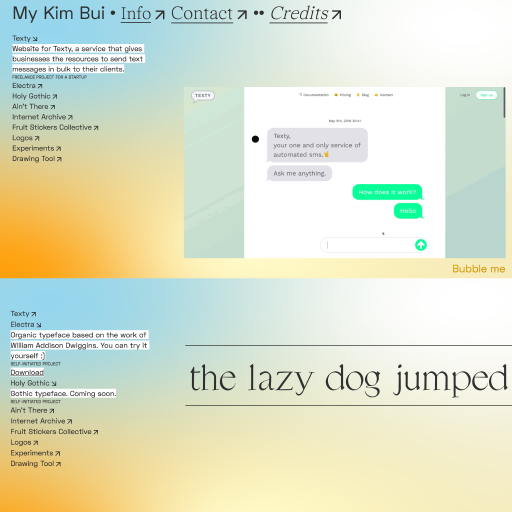 My Kim Bui • Info ↗ Contact ↗ •• Credits ↗
Texty ↘
Website for Texty, a service that gives
businesses the resources to send text
messages in bulk to their clients.
FREELANCE PROJECT FOR A STARTUP
Electra ↗
Holy Gothic ↗
Ain't There ↗
Internet Archive ↗
Fruit Stickers Collective ↗
Logos ↗
Experiments ↗
Drawing Tool ↗
TEXTY
Documentation Pricing Blog Contact
Log in Sign up
Texty,
your one and only service of
automated sms.🤘
Ask me anything.
How does it work?
Hello
Bubble me
Texty ↗
Electra ↘
Organic typeface based on the work of
William Addison Dwiggins. You can try it
yourself :)
SELF-INITIATED PROJECT
Download
Holy Gothic ↘
Gothic typeface. Coming soon.
SELF-INITIATED PROJECT
Ain't There ↗
Internet Archive ↗
Fruit Stickers Collective ↗
Logos ↗
Experiments ↗
Drawing Tool ↗
the lazy dog jumped